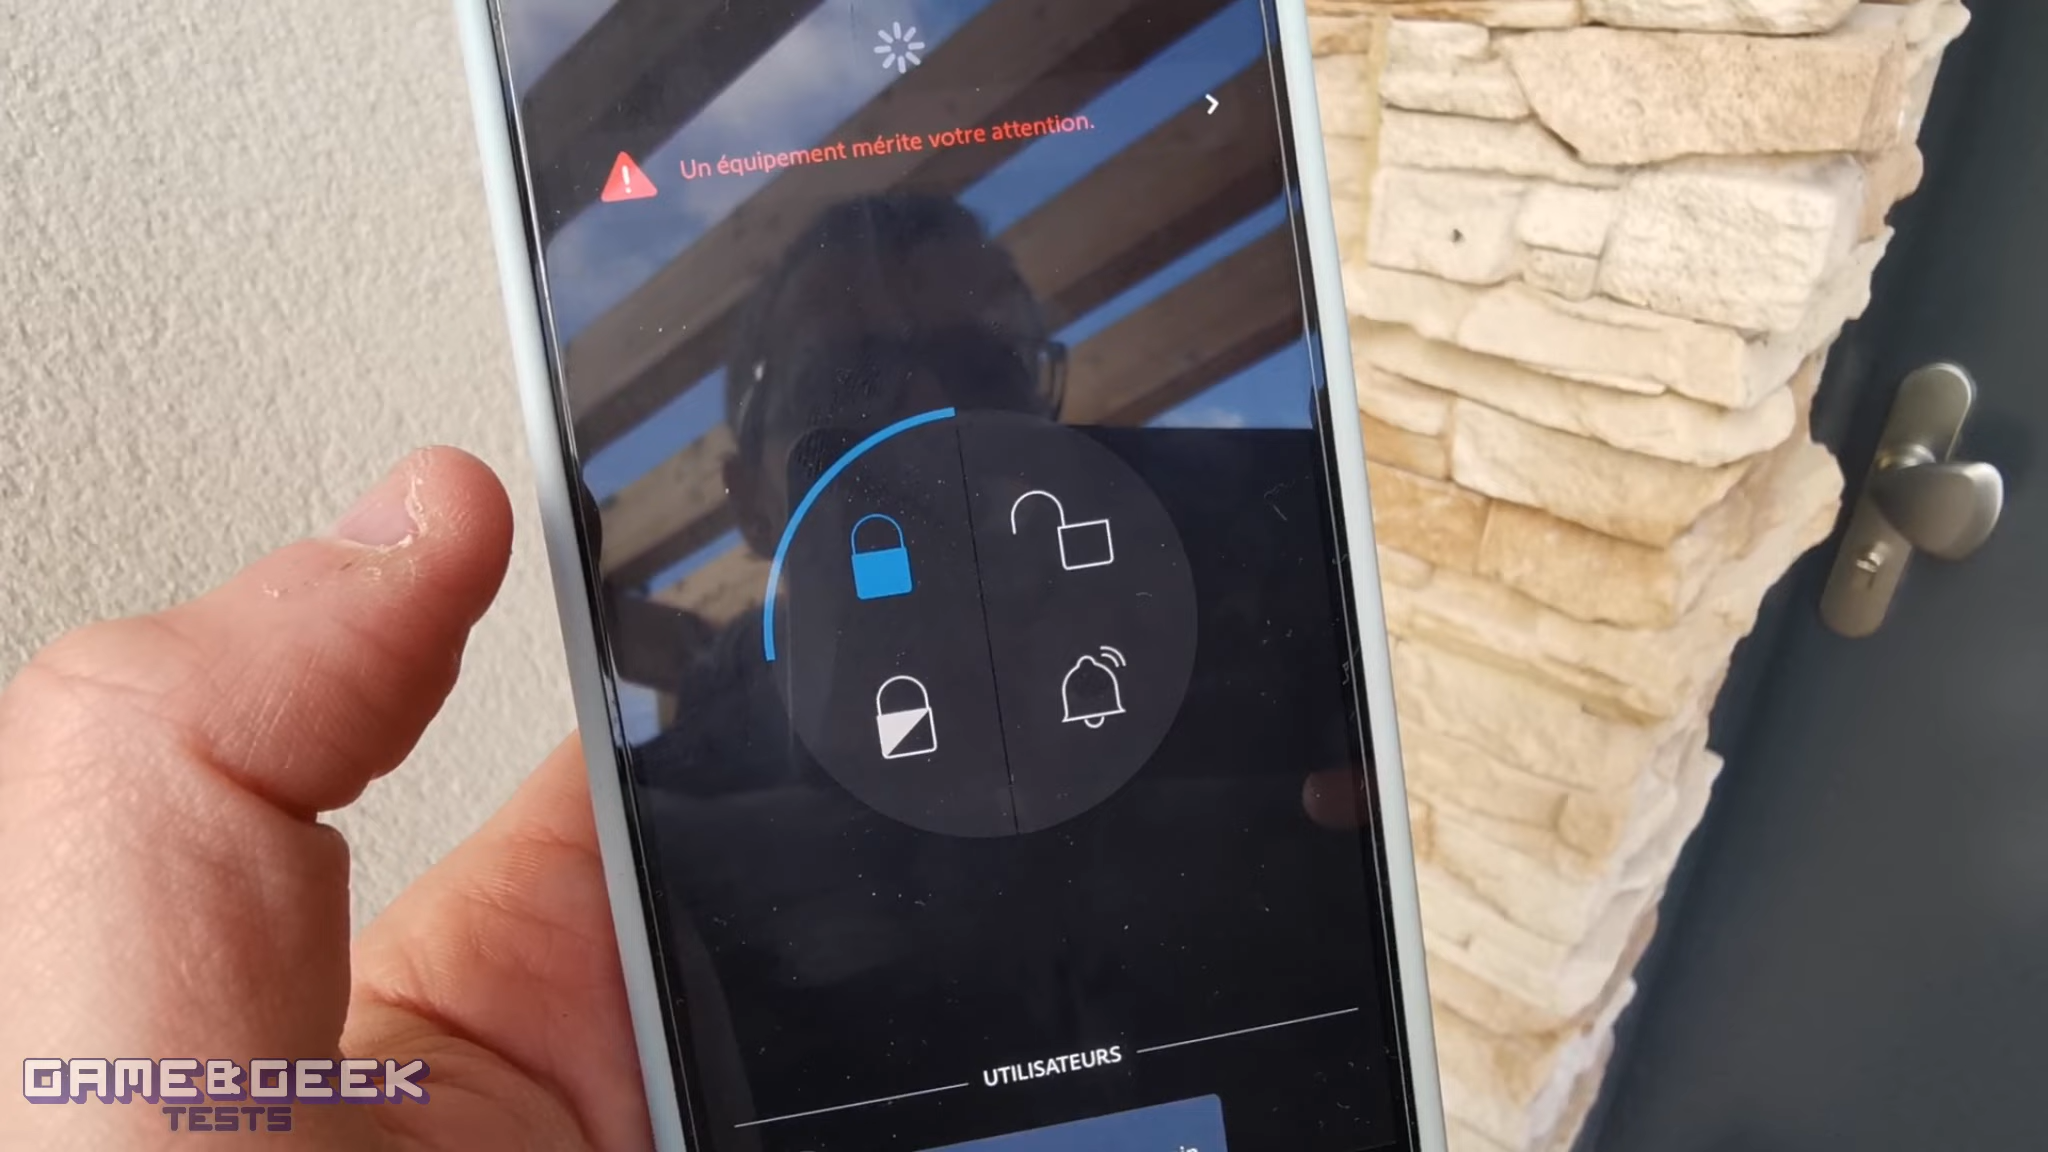 Un équipement mérite votre attention.
UTILISATEURS
GAME&GEEK
TESTS